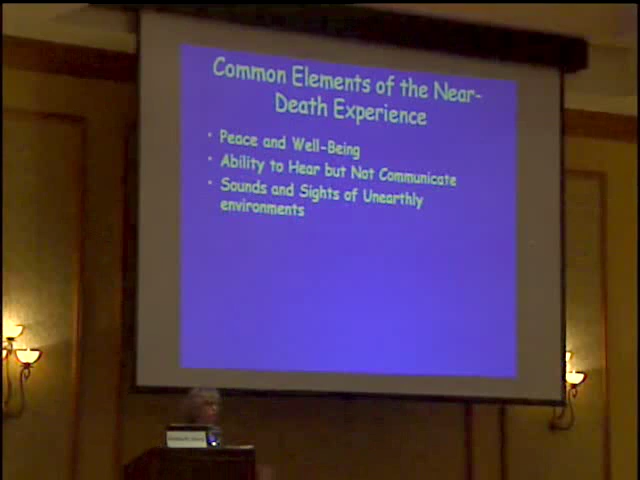 Common Elements of the Near-
Death Experience
• Peace and Well-Being
• Ability to Hear but Not Communicate
• Sounds and Sights of Unearthly
environments